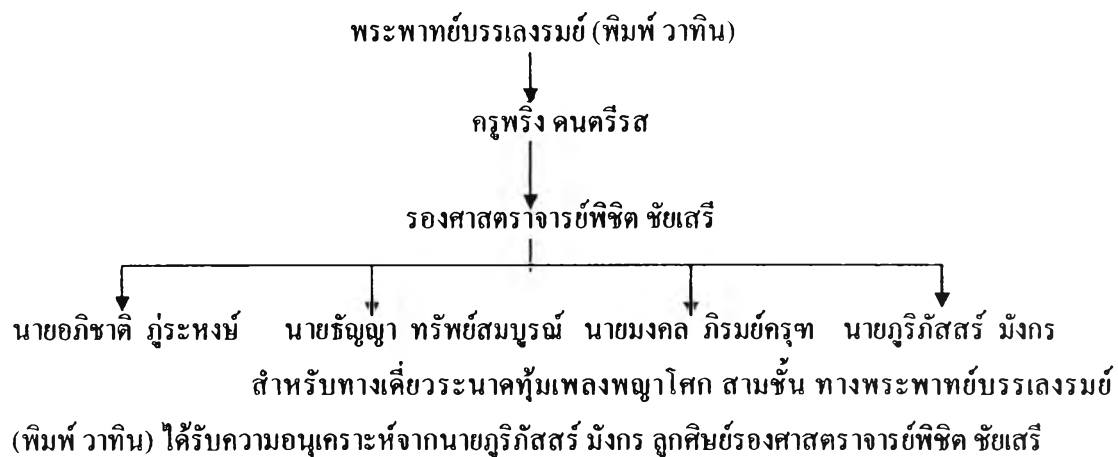 พระพาทย์บรรเลงรมย์ (พิมพ์ วาทิน)
ครูพริ้ง ดนตรีรส
รองศาสตราจารย์พิชิต ชัยเสรี
นายอภิชาติ ภู่ระหงษ์ นายธัญญา ทรัพย์สมบูรณ์ นายมงคล ภิรมย์ครุฑ นายภูริภัสสร์ มังกร
สำหรับทางเดี่ยวระนาดทุ้มเพลงพญาโศก สามชั้น ทางพระพาทย์บรรเลงรมย์
(พิมพ์ วาทิน) ได้รับความอนุเคราะห์จากนายภูริภัสสร์ มังกร ลูกศิษย์รองศาสตราจารย์พิชิต ชัยเสรี